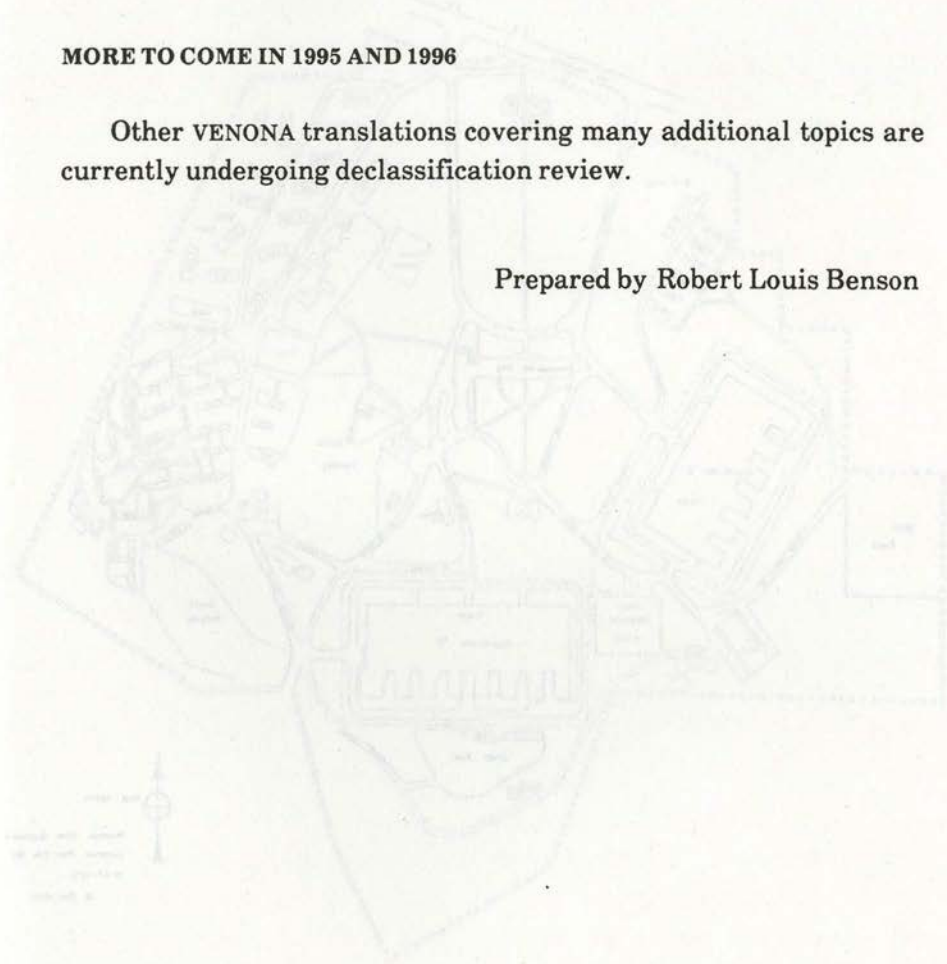 MORE TO COME IN 1995 AND 1996
Other VENONA translations covering many additional topics are
currently undergoing declassification review.
Prepared by Robert Louis Benson